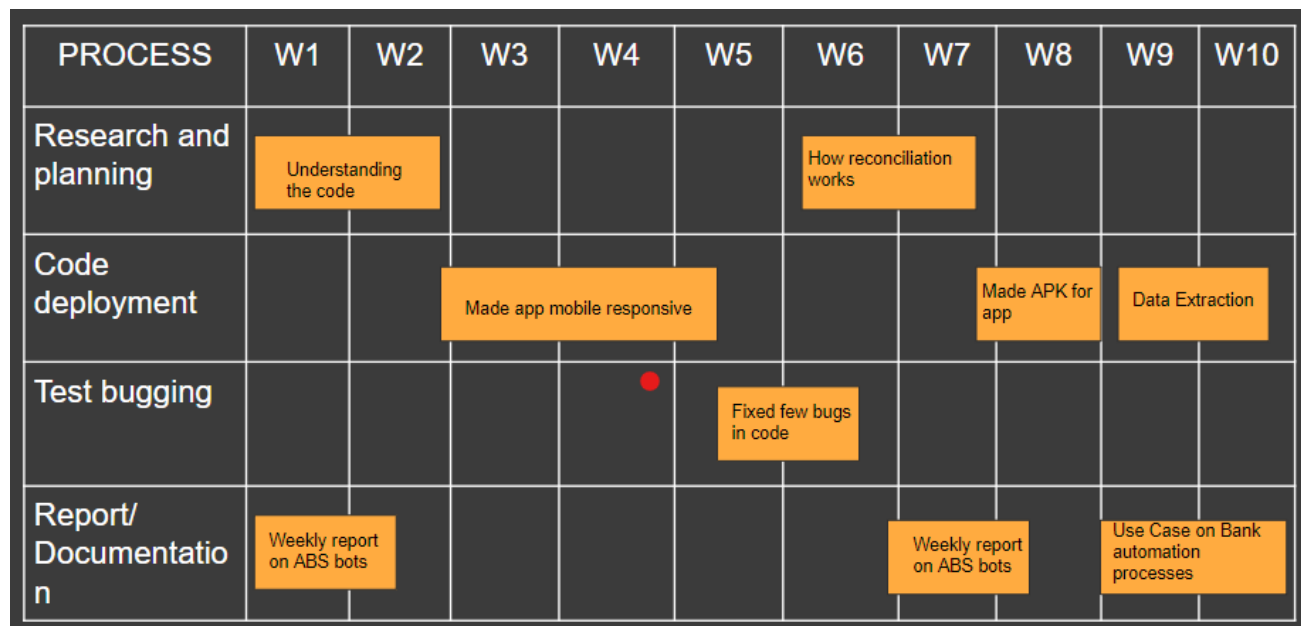 PROCESS W1 W2 W3 W4 W5 W6 W7 W8 W9 W10
Research and
planning
Understanding
the code
How reconciliation
works
Code
deployment
Made app mobile responsive
Made APK for
app
Data Extraction
Test bugging
Fixed few bugs
in code
Report/
Documentatio
n
Weekly report
on ABS bots
Weekly report
on ABS bots
Use Case on Bank
automation
processes